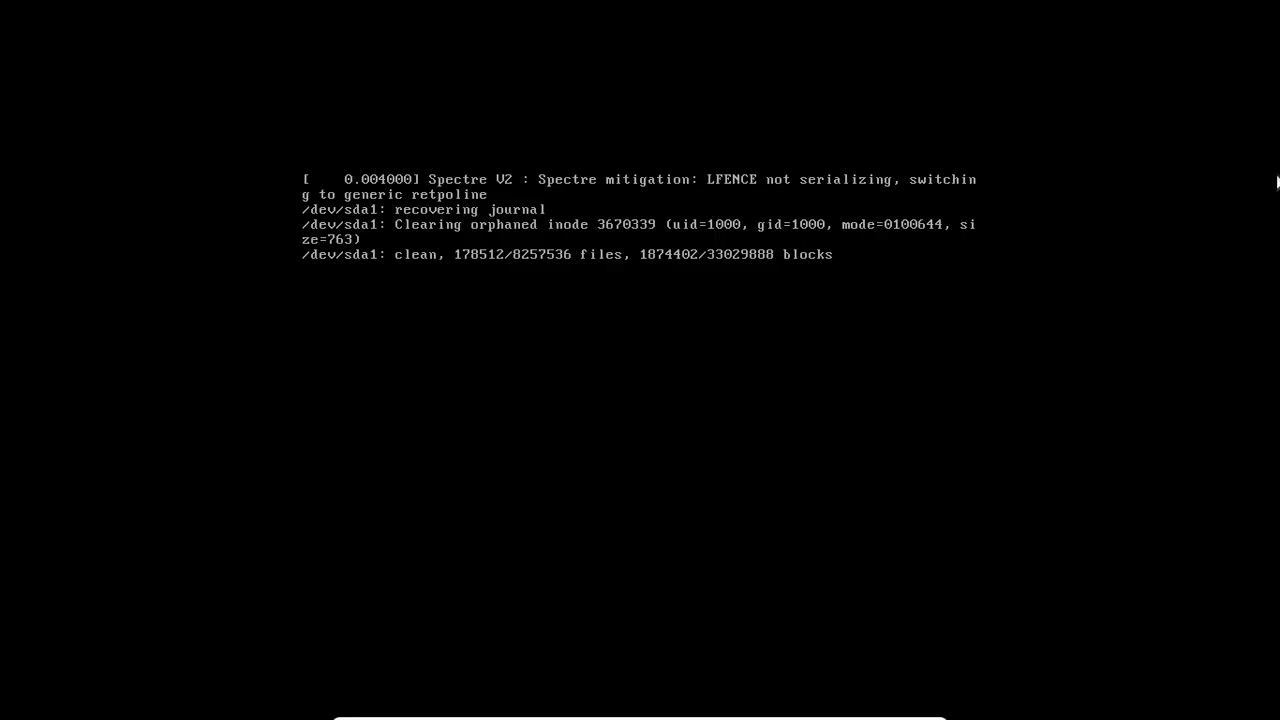 [    0.004000] Spectre V2 : Spectre mitigation: LFENCE not serializing, switchin
g to generic retpoline
/dev/sda1: recovering journal
/dev/sda1: Clearing orphaned inode 3670339 (uid=1000, gid=1000, mode=0100644, si
ze=763)
/dev/sda1: clean, 178512/8257536 files, 1874402/33029888 blocks